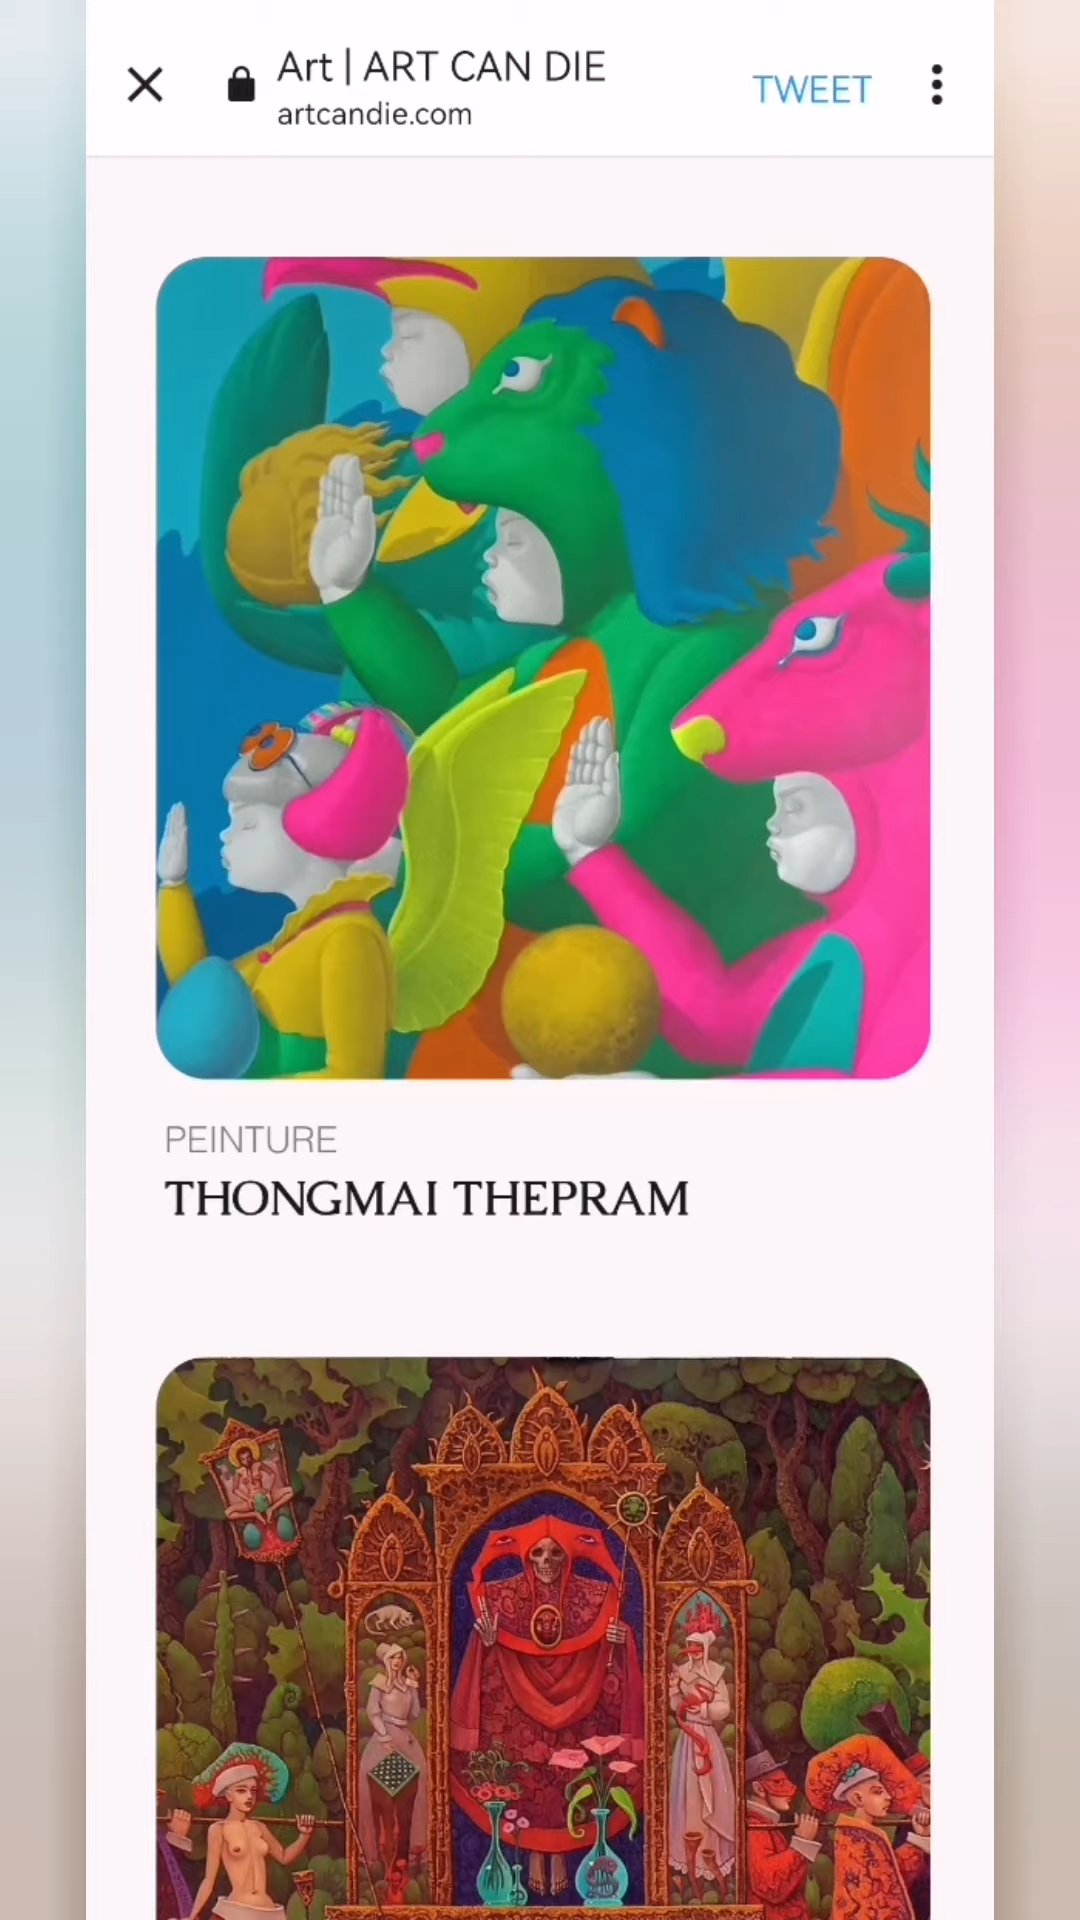 Art | ART CAN DIE
artcandie.com
TWEET
PEINTURE
THONGMAI THEPRAM